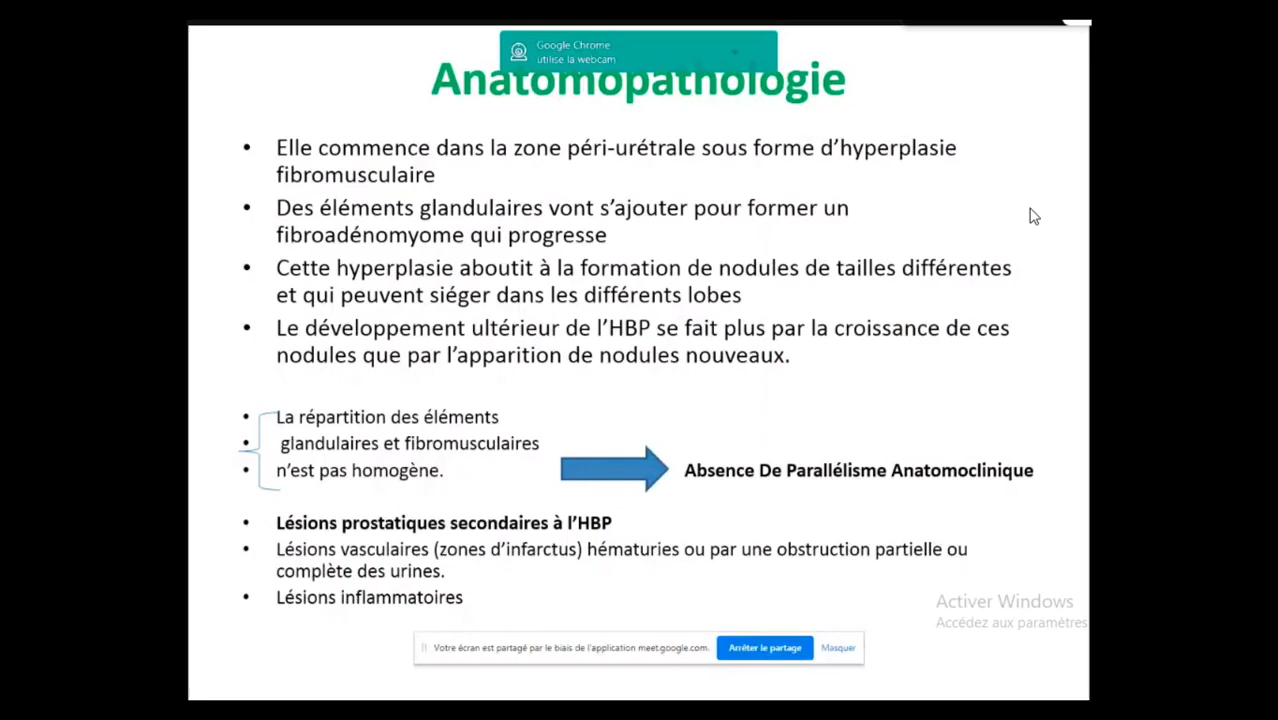 Google Chrome
utilise la webcam
Anatomopathologie
• Elle commence dans la zone péri-urétrale sous forme d’hyperplasie
fibromusculaire
• Des éléments glandulaires vont s’ajouter pour former un
fibroadénomyome qui progresse
• Cette hyperplasie aboutit à la formation de nodules de tailles différentes
et qui peuvent siéger dans les différents lobes
• Le développement ultérieur de l’HBP se fait plus par la croissance de ces
nodules que par l’apparition de nodules nouveaux.
• La répartition des éléments
• glandulaires et fibromusculaires
• n’est pas homogène.
Absence De Parallélisme Anatomoclinique
• Lésions prostatiques secondaires à l’HBP
• Lésions vasculaires (zones d’infarctus) hématuries ou par une obstruction partielle ou
complète des urines.
• Lésions inflammatoires
Activer Windows
Accédez aux paramètres
Votre écran est partagé par le biais de l'application meet.google.com.
Arrêter le partage
Masquer